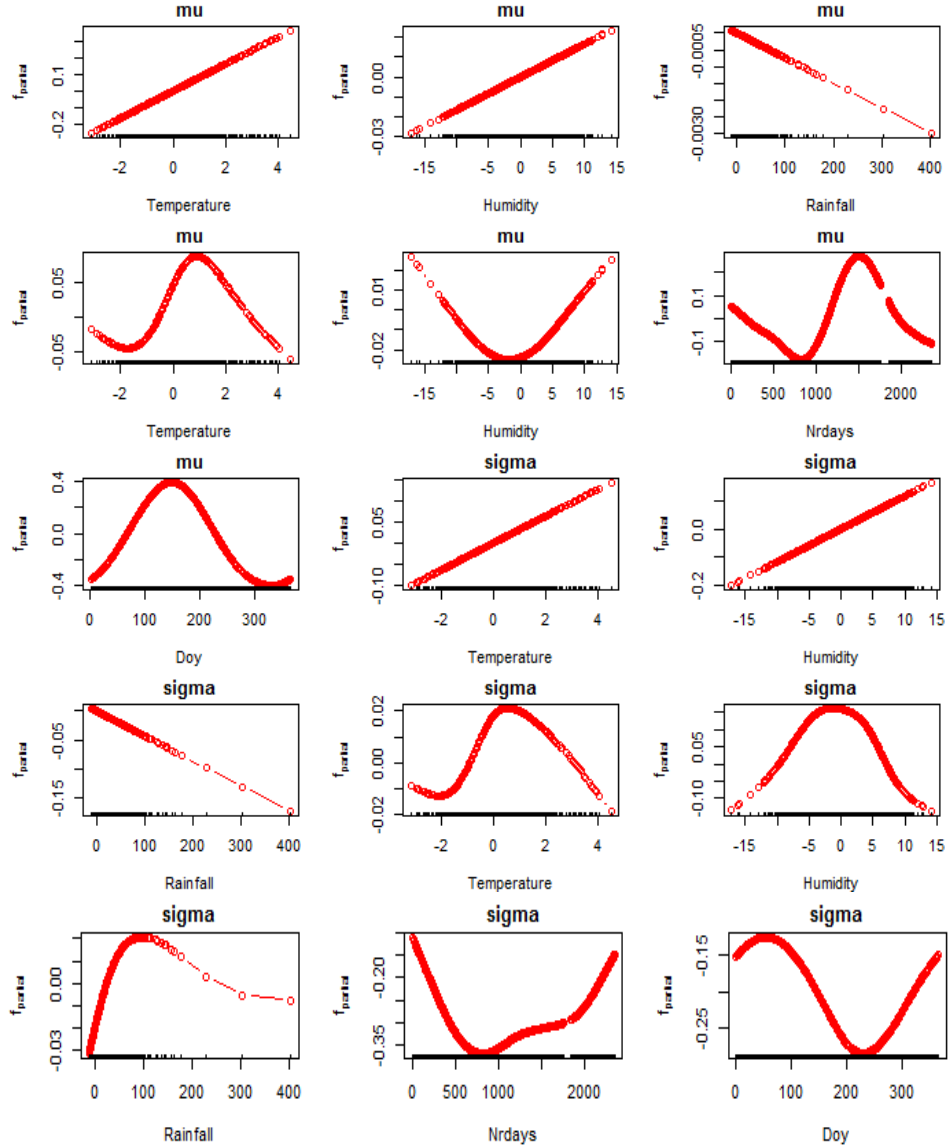 mu mu mu
f partial 0.1 -0.2
-2 0 2 4
Temperature
f partial 0.00 -0.03
-15 -5 0 5 10 15
Humidity
f partial -0.0005 -0.0030
0 100 200 300 400
Rainfall
mu mu mu
f partial 0.005 -0.05
-2 0 2 4
Temperature
f partial 0.01 -0.02
-15 -5 0 5 10 15
Humidity
f partial 0.1 -0.1
0 500 1000 2000
Nrdays
mu sigma sigma
f partial 0.4 0.0 -0.4
0 100 200 300
Doy
f partial 0.05 -0.10
-2 0 2 4
Temperature
f partial 0.0 -0.2
-15 -5 0 5 10 15
Humidity
sigma sigma sigma
f partial -0.05 -0.15
0 100 200 300 400
Rainfall
f partial 0.02 0.00 -0.02
-2 0 2 4
Temperature
f partial 0.05 -0.10
-15 -5 0 5 10 15
Humidity
sigma sigma sigma
f partial 0.00 -0.03
0 100 200 300 400
Rainfall
f partial -0.20 -0.35
0 500 1000 2000
Nrdays
f partial -0.15 -0.25
0 100 200 300
Doy